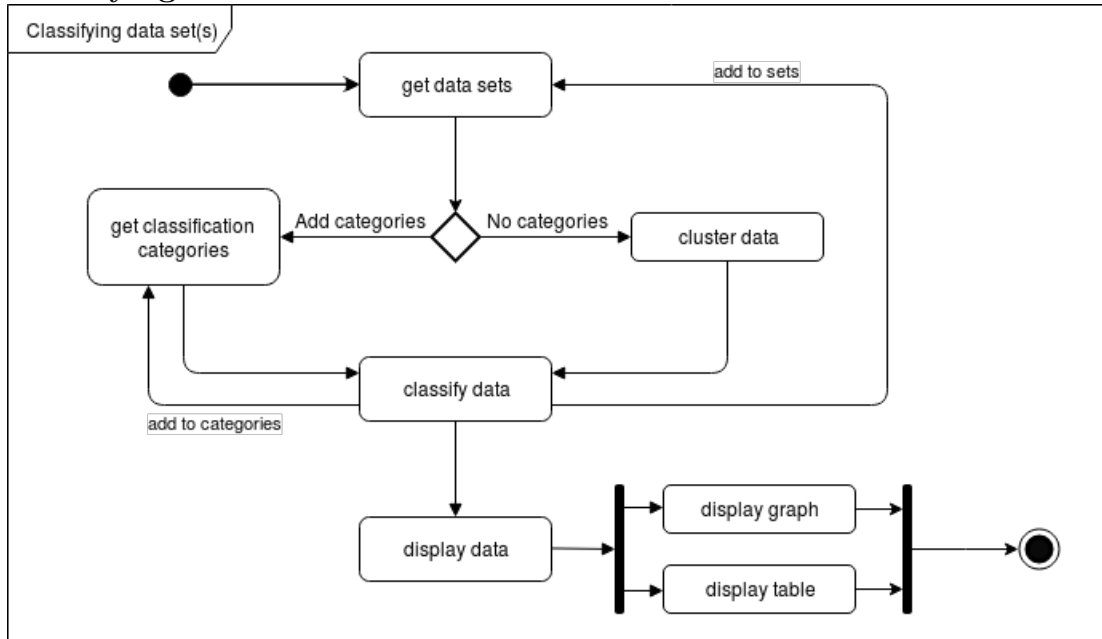 Classifying data set(s)
get data sets
add to sets
Add categories
No categories
get classification
categories
cluster data
classify data
add to categories
display graph
display data
display table